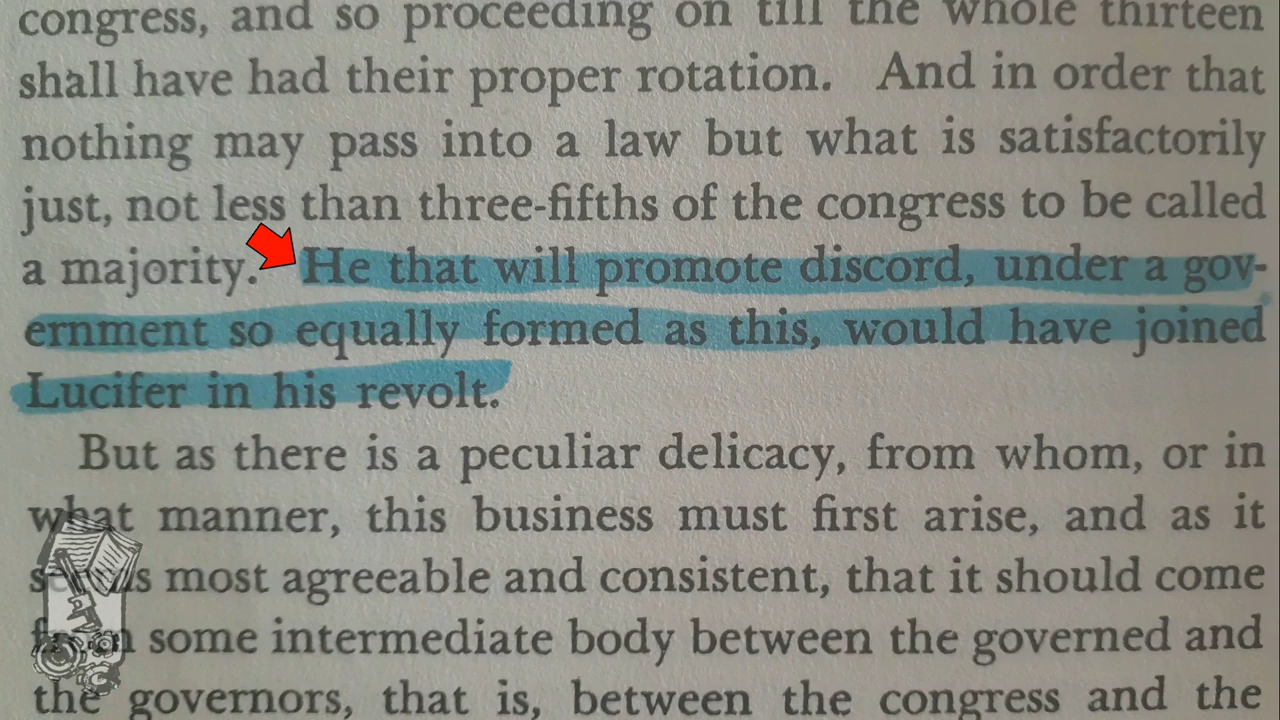 congress, and so proceeding on till the whole thirteen
shall have had their proper rotation. And in order that
nothing may pass into a law but what is satisfactorily
just, not less than three-fifths of the congress to be called
a majority. He that will promote discord, under a gov-
ernment so equally formed as this, would have joined
Lucifer in his revolt.
But as there is a peculiar delicacy, from whom, or in
what manner, this business must first arise, and as it
seems most agreeable and consistent, that it should come
from some intermediate body between the governed and
the governors, that is, between the congress and the